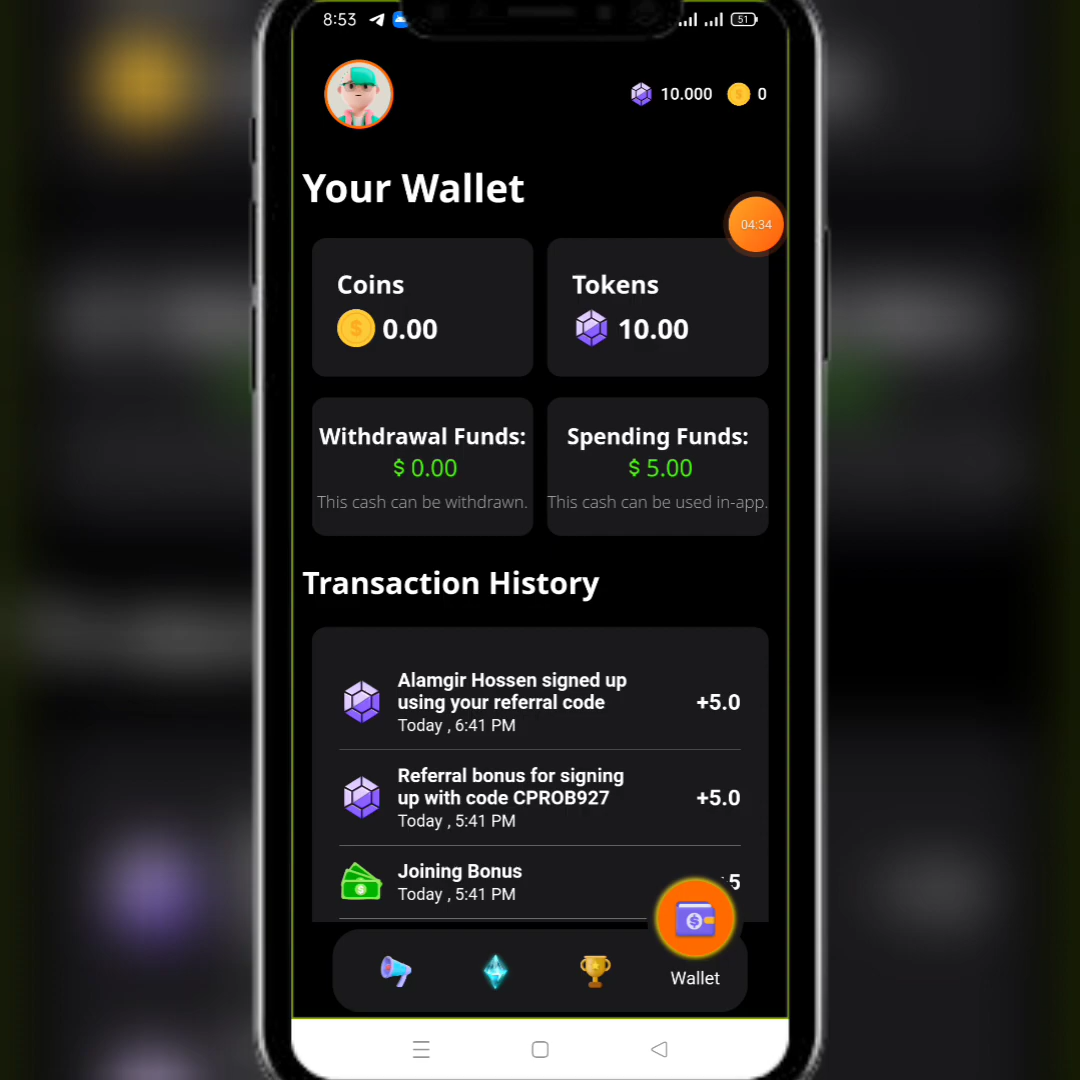 8:53
51
10.000 0
Your Wallet
04:34
Coins
0.00
Tokens
10.00
Withdrawal Funds:
$ 0.00
This cash can be withdrawn.
Spending Funds:
$ 5.00
This cash can be used in-app.
Transaction History
Alamgir Hossen signed up
using your referral code
+5.0
Today , 6:41 PM
Referral bonus for signing
up with code CPROB927
+5.0
Today , 5:41 PM
Joining Bonus
5
Today , 5:41 PM
Wallet